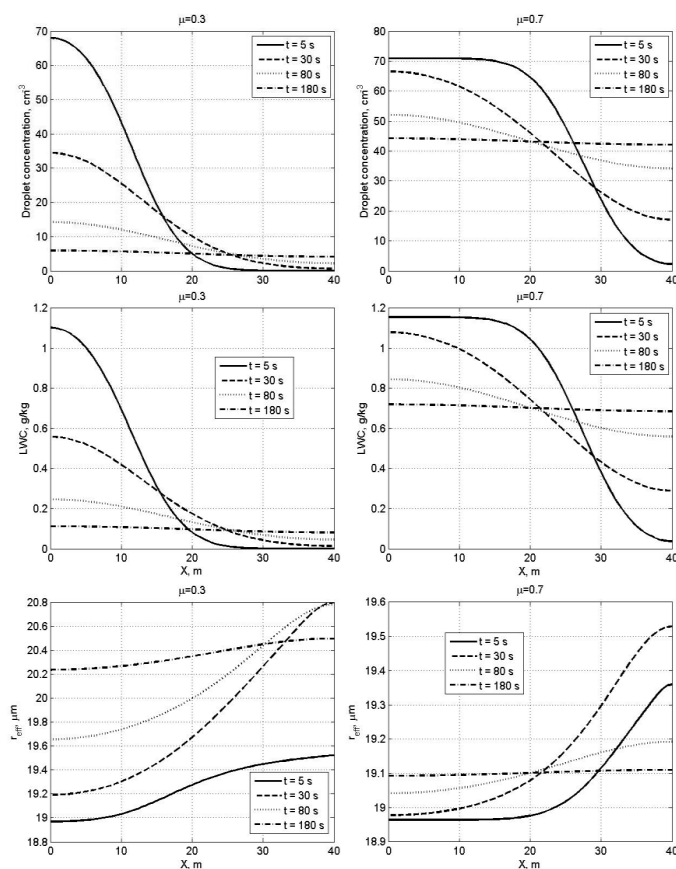 μ=0.3
Droplet concentration, cm⁻³
70
60
50
40
30
20
10
0
0 10 20 30 40
t = 5 s
t = 30 s
t = 80 s
t = 180 s
μ=0.7
Droplet concentration, cm⁻³
80
70
60
50
40
30
20
10
0
0 10 20 30 40
t = 5 s
t = 30 s
t = 80 s
t = 180 s
μ=0.3
LWC, g/kg
1.2
1
0.8
0.6
0.4
0.2
0
0 10 20 30 40
X, m
t = 5 s
t = 30 s
t = 80 s
t = 180 s
μ=0.7
LWC, g/kg
1.2
1
0.8
0.6
0.4
0.2
0
0 10 20 30 40
X, m
t = 5 s
t = 30 s
t = 80 s
t = 180 s
μ=0.3
r_eff, μm
20.8
20.6
20.4
20.2
20
19.8
19.6
19.4
19.2
19
18.8
0 10 20 30 40
X, m
t = 5 s
t = 30 s
t = 80 s
t = 180 s
μ=0.7
r_eff, μm
19.6
19.5
19.4
19.3
19.2
19.1
19
18.9
0 10 20 30 40
X, m
t = 5 s
t = 30 s
t = 80 s
t = 180 s